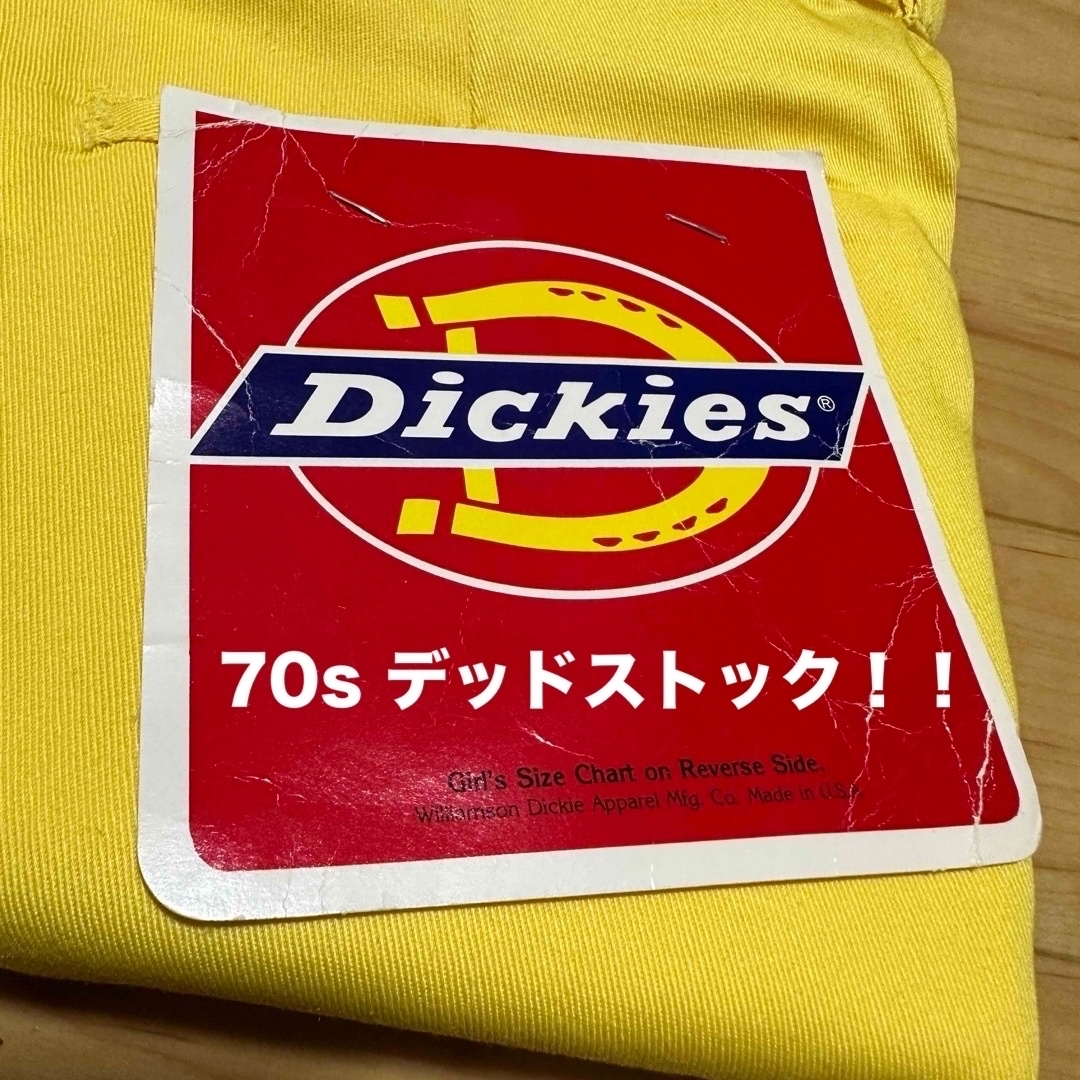 Dickies®
70s デッドストック！！
Girl's Size Chart on Reverse Side.
Williamson Dickie Apparel Mfg. Co. Made in U.S.A.